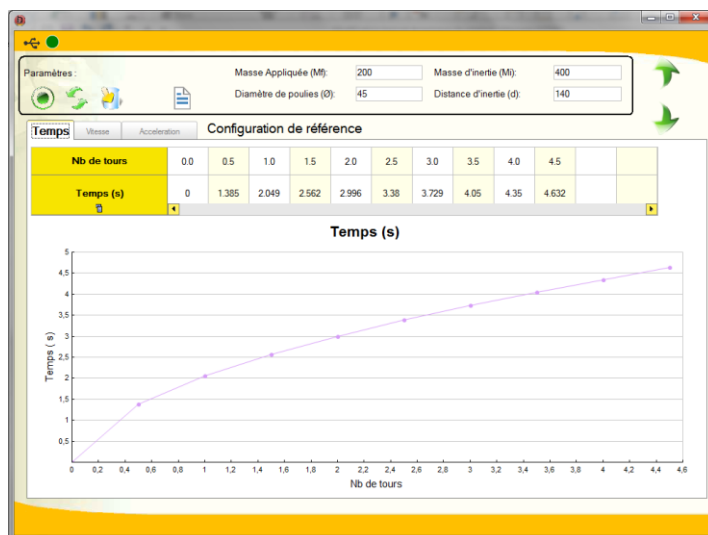 Paramètres :
Masse Appliquée (Mf): 200 Masse d'inertie (Mi): 400
Diamètre de poulies (Ø): 45 Distance d'inertie (d): 140
Temps Vitesse Acceleration Configuration de référence
Nb de tours 0.0 0.5 1.0 1.5 2.0 2.5 3.0 3.5 4.0 4.5
Temps (s) 0 1.385 2.049 2.562 2.996 3.38 3.729 4.05 4.35 4.632
Temps (s)
5
4,5
4
3,5
3
2,5
2
1,5
1
0,5
Temps ( s)
0 0,2 0,4 0,6 0,8 1 1,2 1,4 1,6 1,8 2 2,2 2,4 2,6 2,8 3 3,2 3,4 3,6 3,8 4 4,2 4,4 4,6
Nb de tours